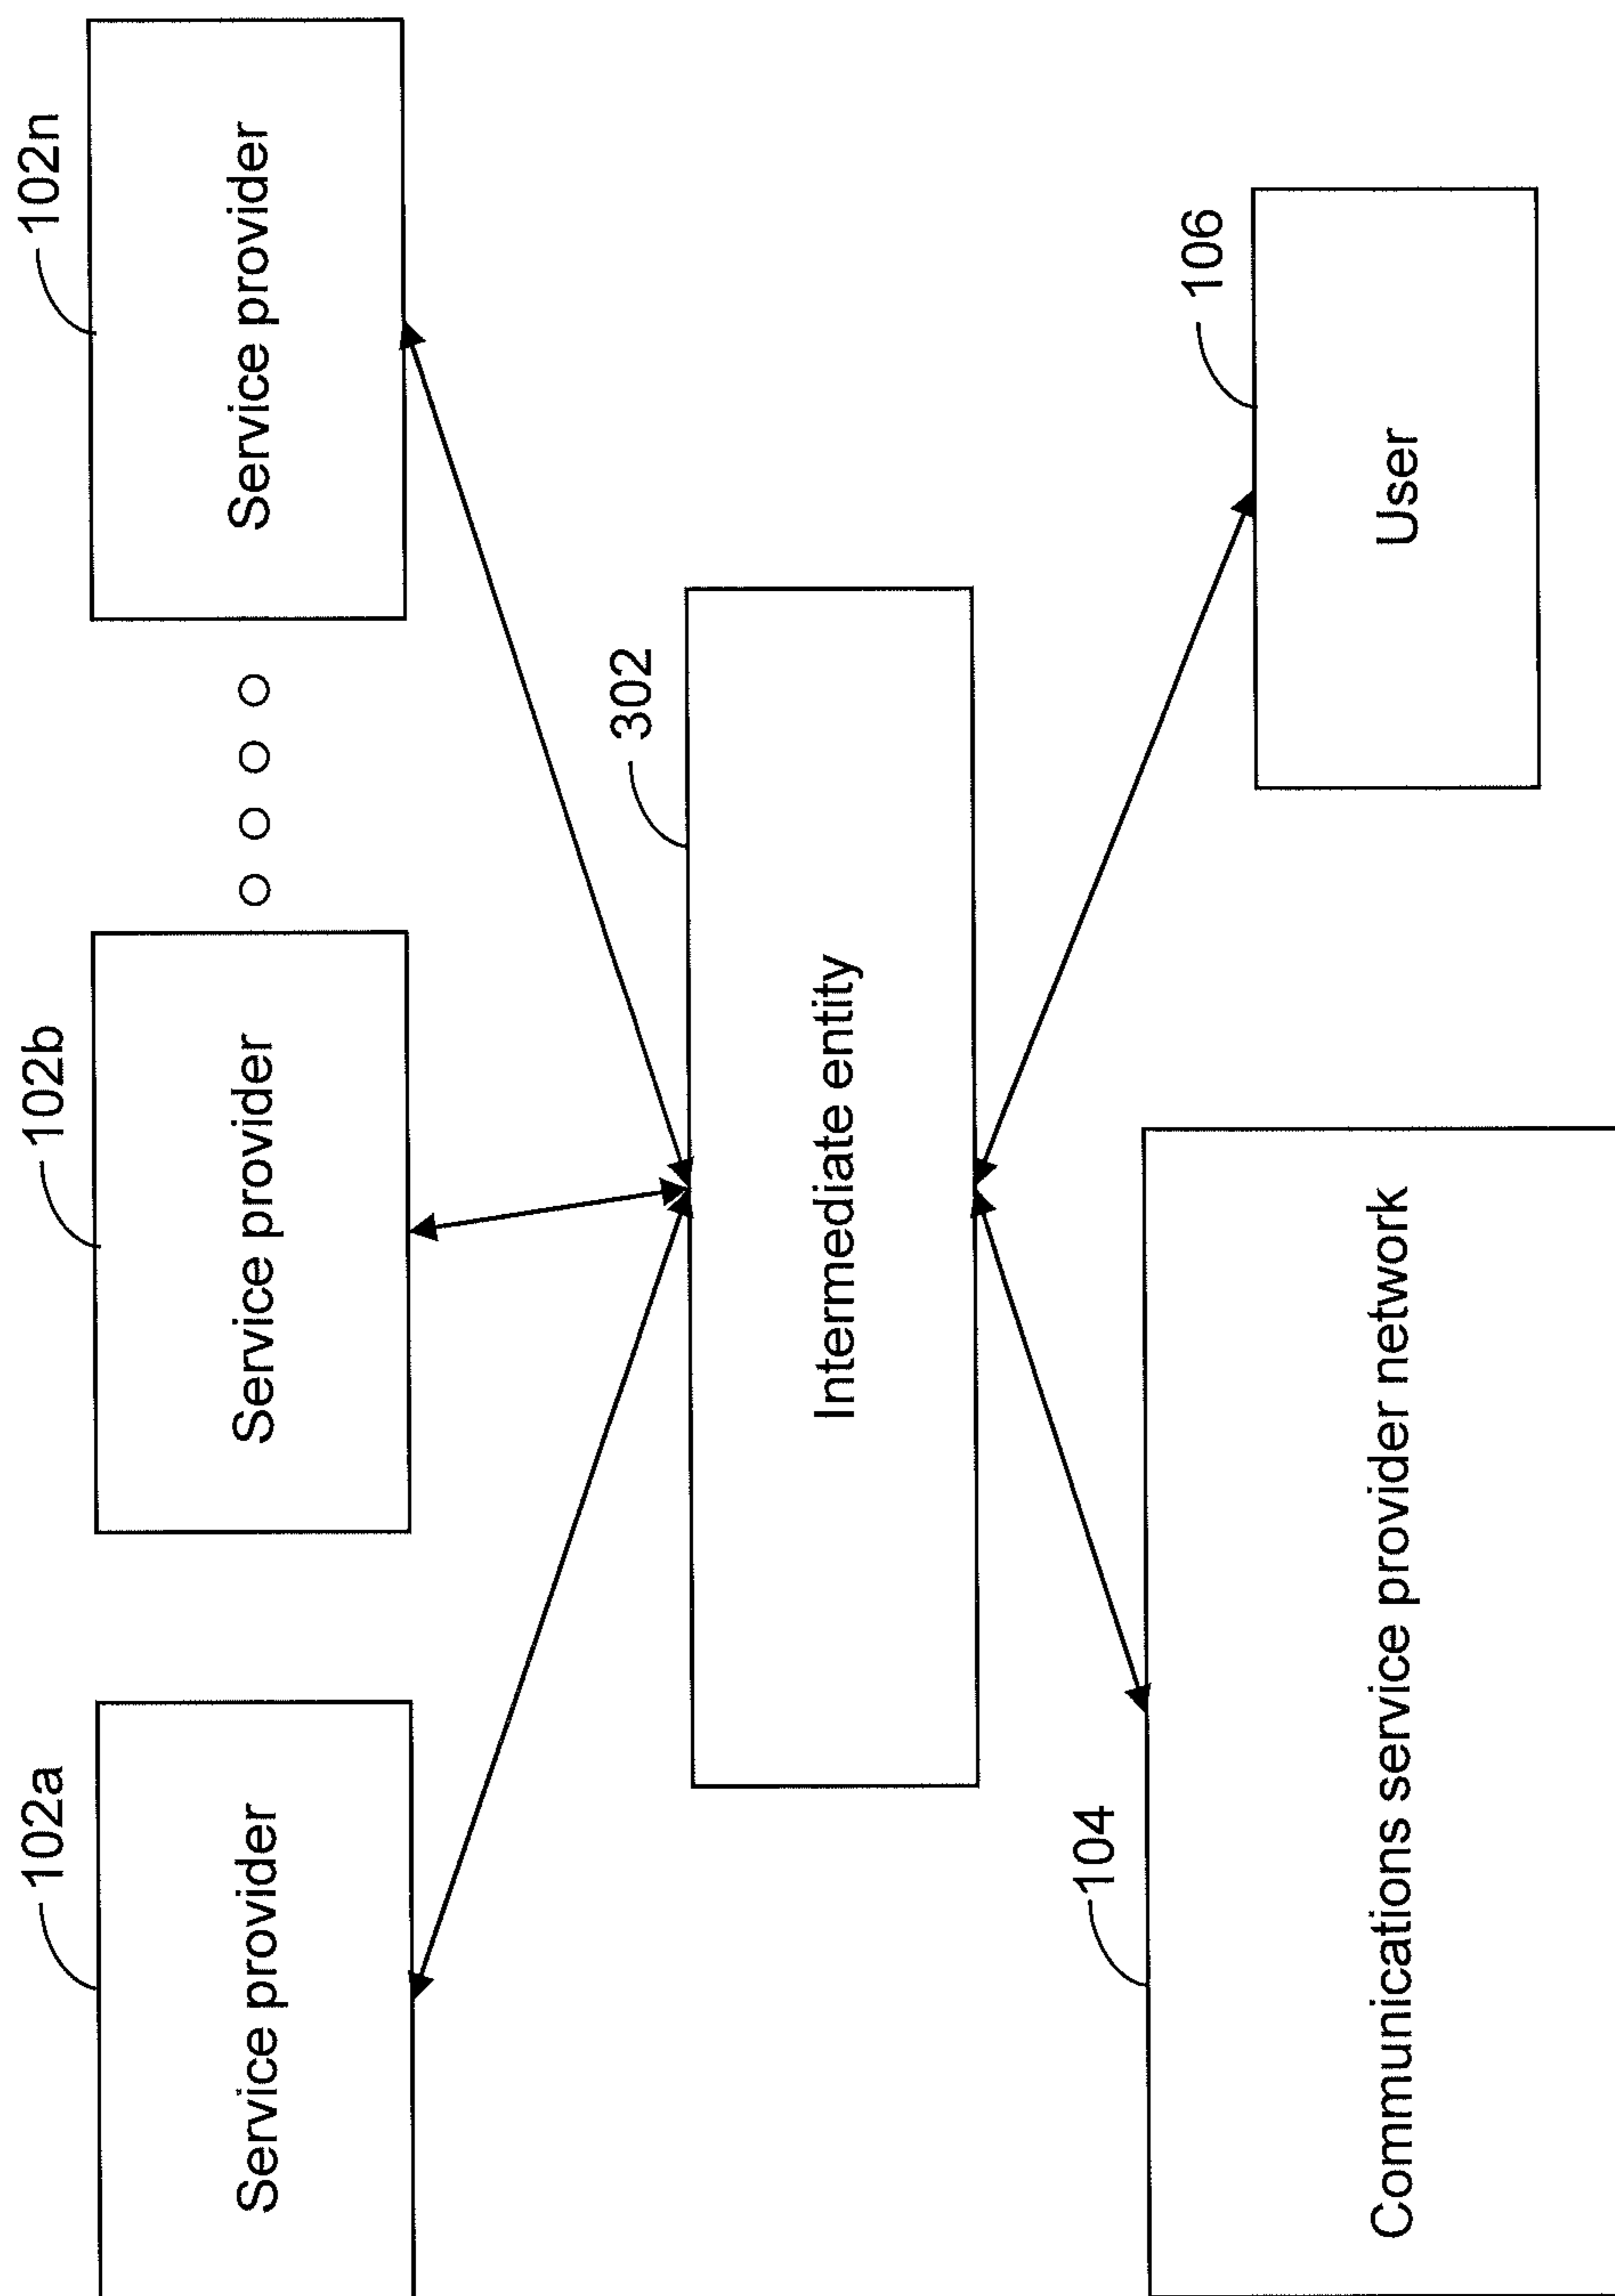 102a
102b
102n
Service provider
Service provider
Service provider
302
Intermediate entity
104
106
Communications service provider network
User